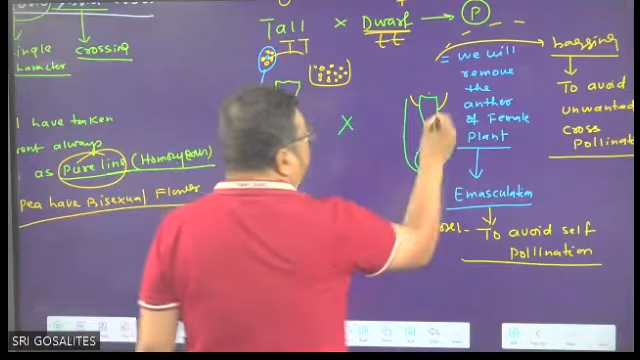 Tall × Dwarf → P
TT
tt
ingle
haracter
crossing
I have taken
rent always
as pure line (Homozygous)
pea have Bisexual Flower
X
= we will
remove
the
anther
of Female
Plant
Emasculation
To avoid self
pollination
bagging
To avoid
unwanted
cross
Pollinat
SRI GOSALITES